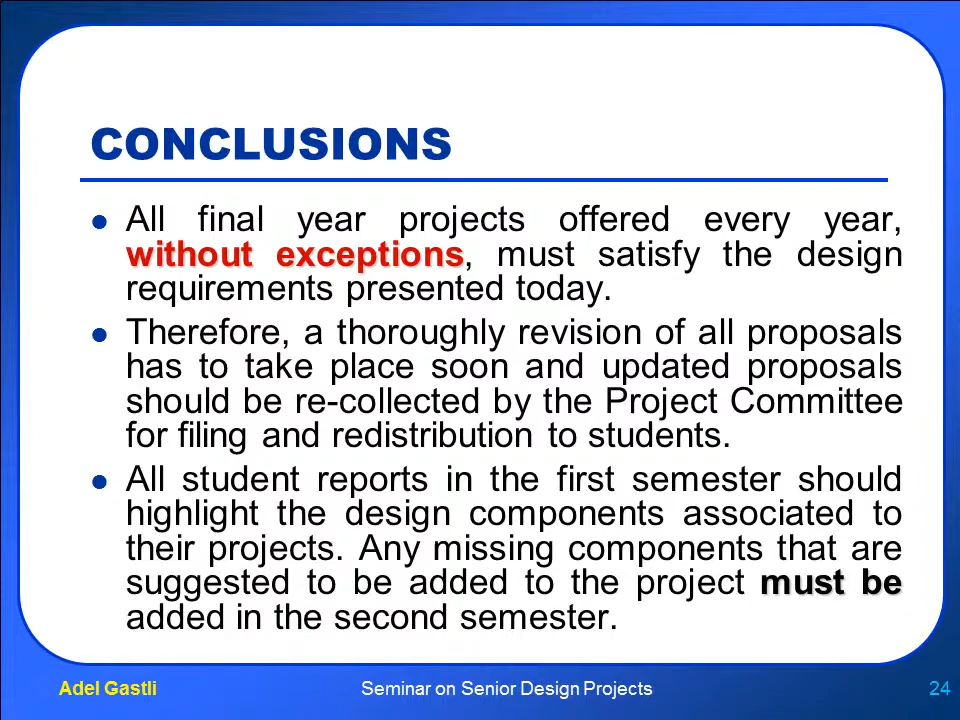 CONCLUSIONS
● All final year projects offered every year,
without exceptions, must satisfy the design
requirements presented today.
● Therefore, a thoroughly revision of all proposals
has to take place soon and updated proposals
should be re-collected by the Project Committee
for filing and redistribution to students.
● All student reports in the first semester should
highlight the design components associated to
their projects. Any missing components that are
suggested to be added to the project must be
added in the second semester.
Adel Gastli Seminar on Senior Design Projects 24